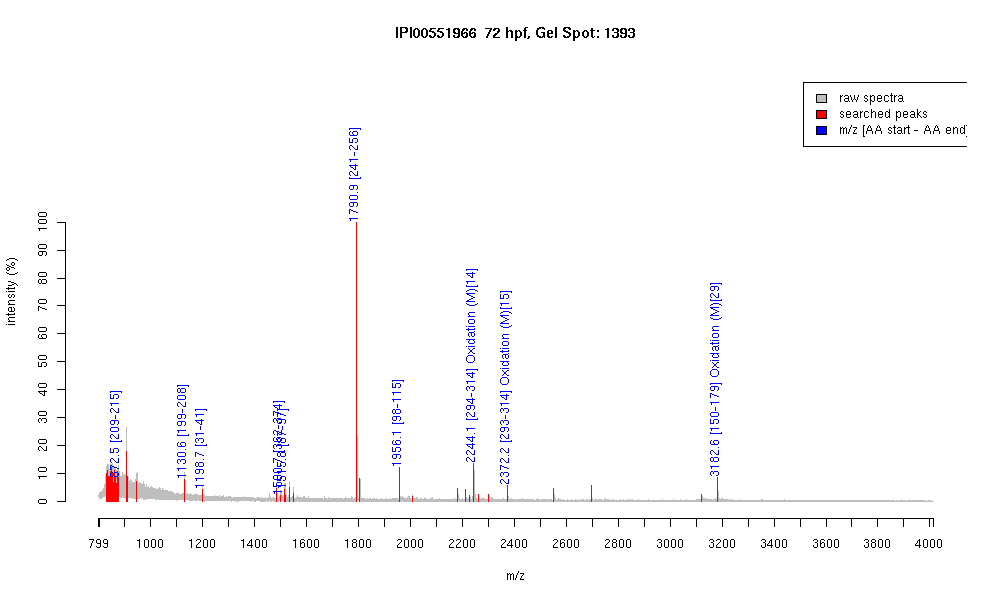 IPI00551966 72 hpf, Gel Spot: 1393
raw spectra
searched peaks
m/z [AA start - AA end]
1790.9 [241-256]
872.5 [209-215]
1130.6 [199-208]
1198.7 [31-41]
1956.1 [98-115]
2244.1 [294-314] Oxidation (M)[14]
2372.2 [293-314] Oxidation (M)[15]
3182.6 [150-179] Oxidation (M)[29]
intensity (%)
100
90
80
70
60
50
40
30
20
10
0
799 1000 1200 1400 1600 1800 2000 2200 2400 2600 2800 3000 3200 3400 3600 3800 4000
m/z